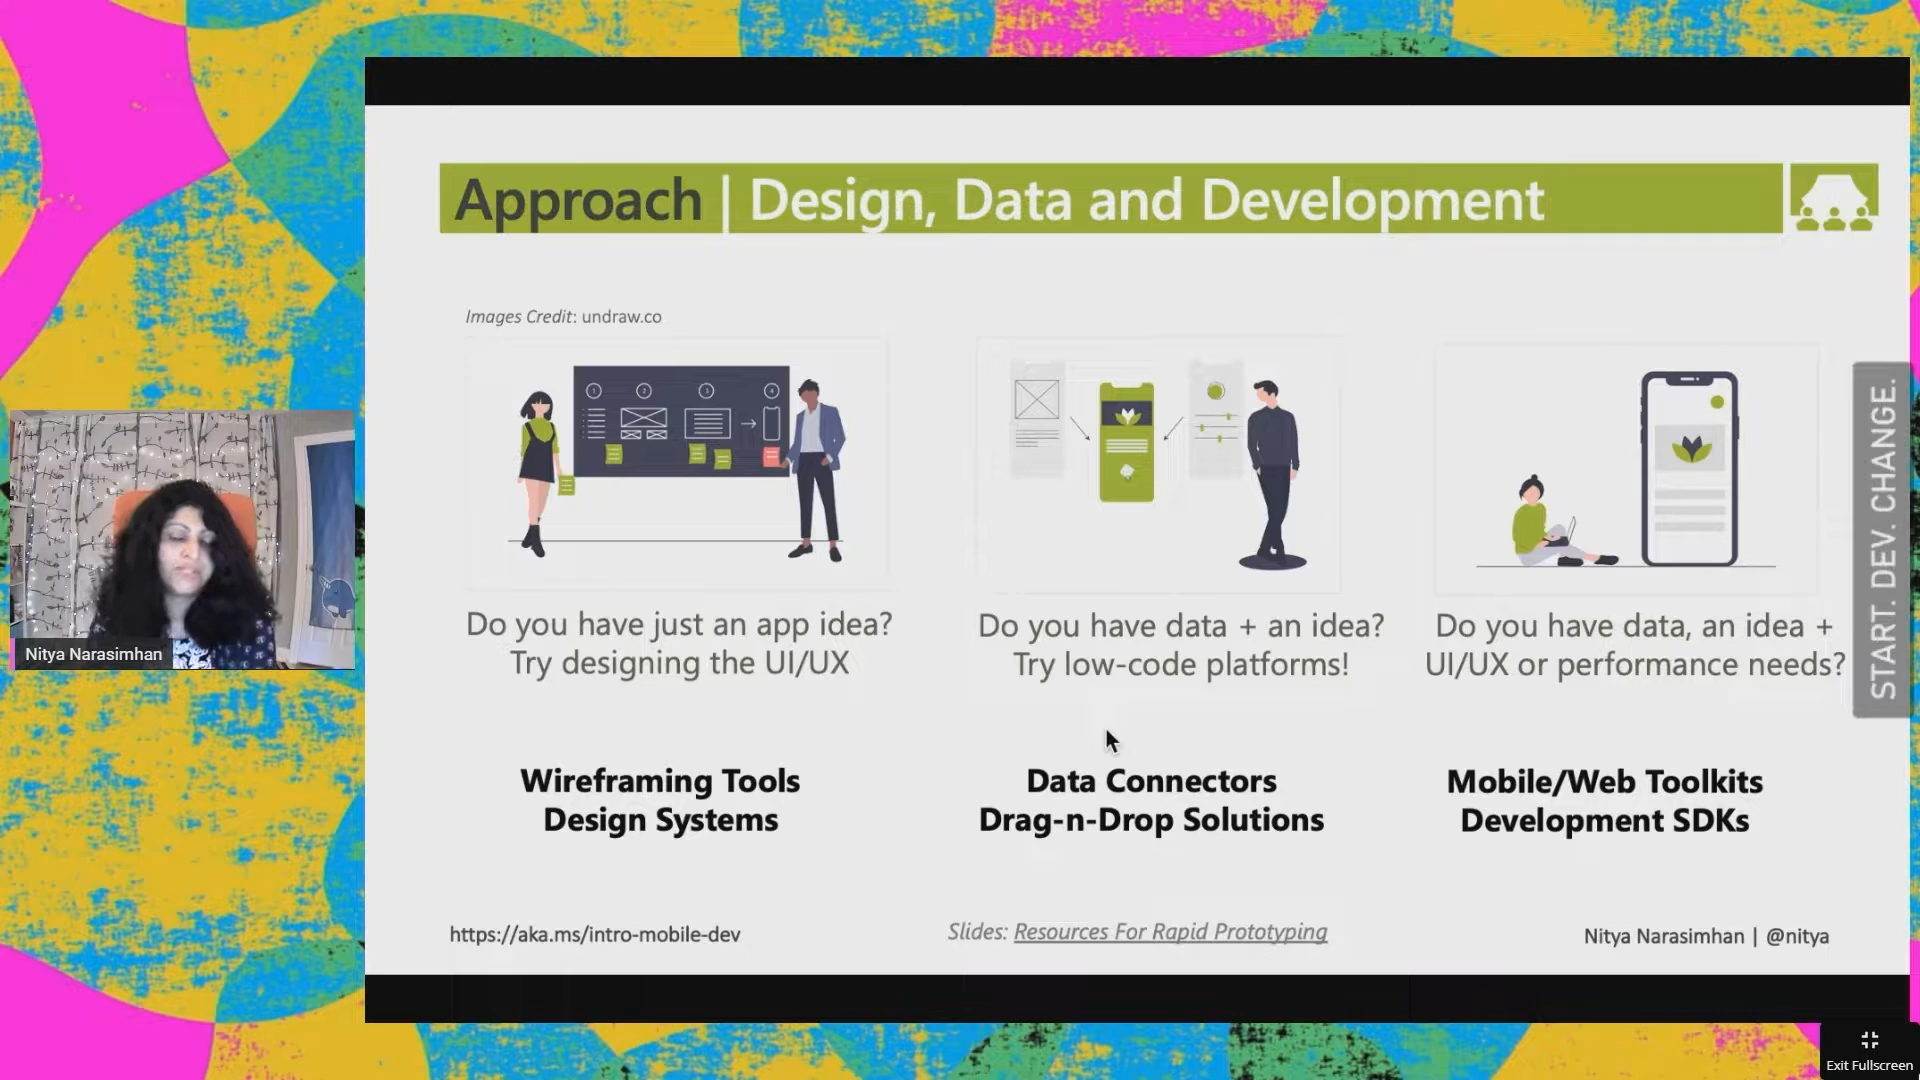 Approach | Design, Data and Development
Images Credit: undraw.co
1 2 3 4
Do you have just an app idea?
Try designing the UI/UX
Do you have data + an idea?
Try low-code platforms!
Do you have data, an idea +
UI/UX or performance needs?
Wireframing Tools
Design Systems
Data Connectors
Drag-n-Drop Solutions
Mobile/Web Toolkits
Development SDKs
https://aka.ms/intro-mobile-dev
Slides: Resources For Rapid Prototyping
Nitya Narasimhan | @nitya
Nitya Narasimhan
START. DEV. CHANGE.
Exit Fullscreen